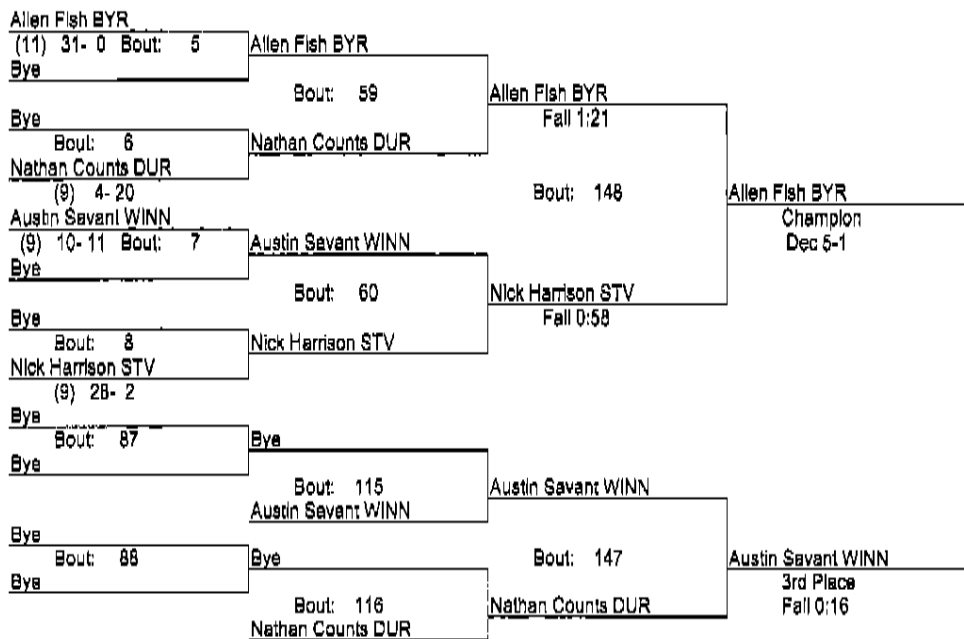 Allen Fish BYR
(11) 31- 0 Bout: 5
Allen Fish BYR
Bye
Bout: 59
Allen Fish BYR
Fall 1:21
Bye
Bout: 6
Nathan Counts DUR
Nathan Counts DUR
(9) 4- 20
Bout: 148
Allen Fish BYR
Champion
Dec 5-1
Austin Savant WINN
(9) 10- 11 Bout: 7
Austin Savant WINN
Bye
Bout: 60
Nick Harrison STV
Fall 0:58
Bye
Bout: 8
Nick Harrison STV
Nick Harrison STV
(9) 28- 2
Bye
Bout: 87
Bye
Bye
Bout: 115
Austin Savant WINN
Austin Savant WINN
Bye
Bout: 88
Bye
Bye
Bout: 147
Austin Savant WINN
3rd Place
Fall 0:16
Bout: 116
Nathan Counts DUR
Nathan Counts DUR